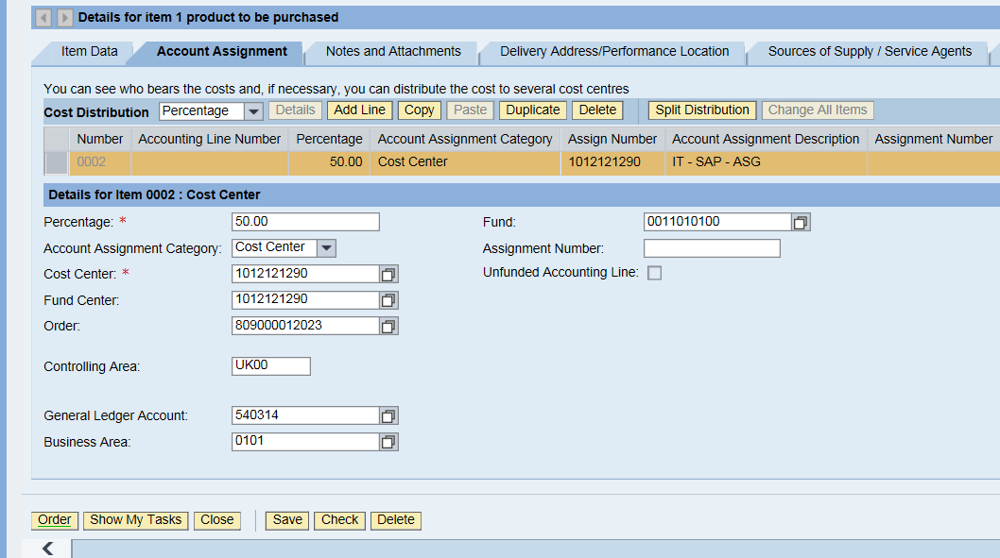 Details for item 1 product to be purchased
Item Data Account Assignment Notes and Attachments Delivery Address/Performance Location Sources of Supply / Service Agents
You can see who bears the costs and, if necessary, you can distribute the cost to several cost centres
Cost Distribution Percentage Details Add Line Copy Paste Duplicate Delete Split Distribution Change All Items
Number Accounting Line Number Percentage Account Assignment Category Assign Number Account Assignment Description Assignment Number
0002 50.00 Cost Center 1012121290 IT - SAP - ASG
Details for Item 0002 : Cost Center
Percentage: * 50.00 Fund: 0011010100
Account Assignment Category: Cost Center Assignment Number:
Cost Center: * 1012121290 Unfunded Accounting Line:
Fund Center: 1012121290
Order: 809000012023
Controlling Area: UK00
General Ledger Account: 540314
Business Area: 0101
Order Show My Tasks Close Save Check Delete